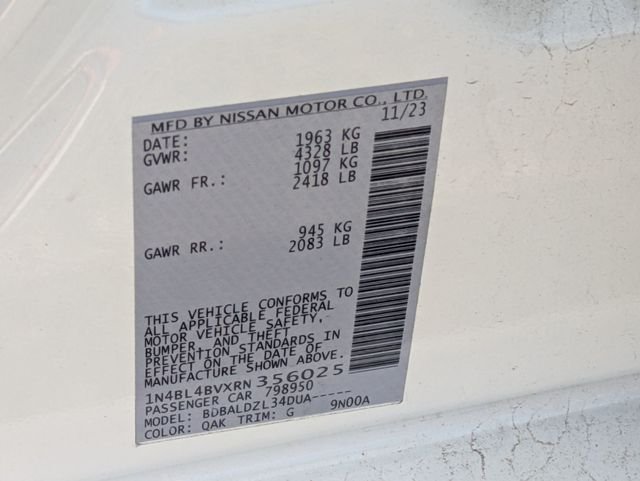 MFD BY NISSAN MOTOR CO., LTD.
DATE: 11/23
GVWR: 1963 KG
4328 LB
GAWR FR.: 1097 KG
2418 LB
GAWR RR.: 945 KG
2083 LB
THIS VEHICLE CONFORMS TO
ALL APPLICABLE FEDERAL
MOTOR VEHICLE SAFETY,
BUMPER, AND THEFT
PREVENTION STANDARDS IN
EFFECT ON THE DATE OF
MANUFACTURE SHOWN ABOVE.
1N4BL4BVXRN356025
PASSENGER CAR 798950
MODEL: BDBALDZL34DUA-----
COLOR: QAK TRIM: G 9N00A